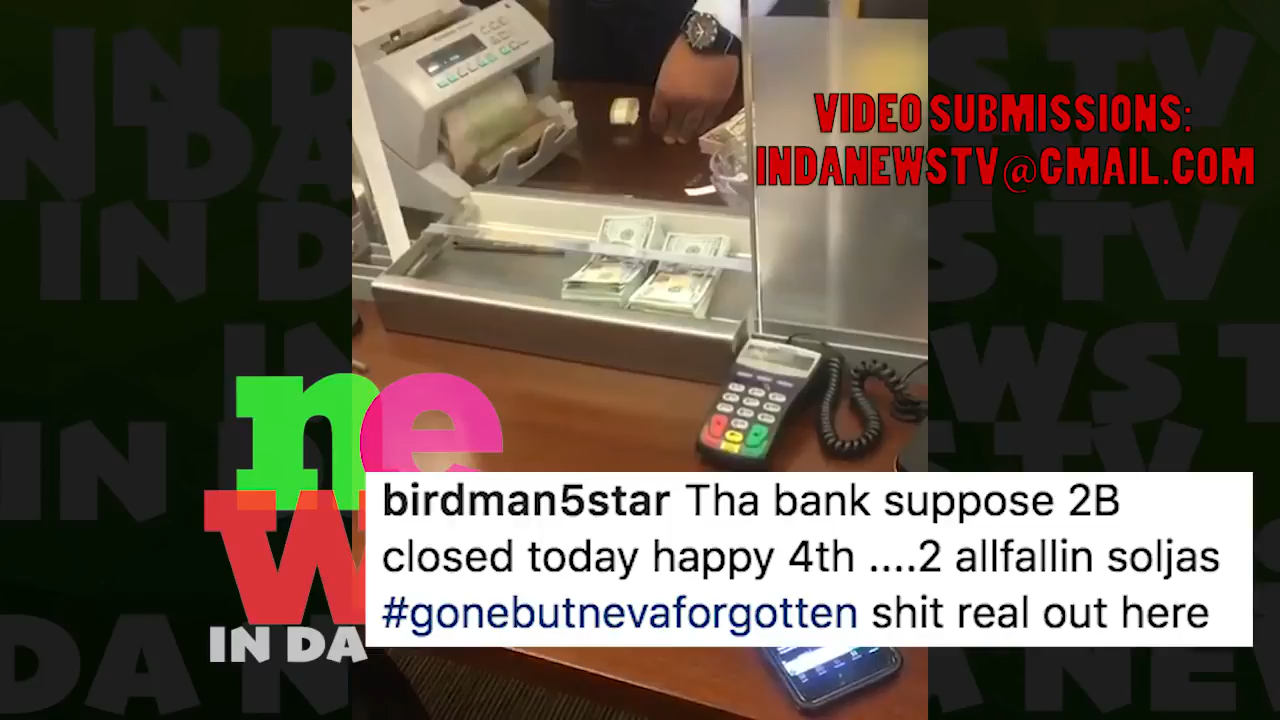 VIDEO SUBMISSIONS:
INDANEWSTV@GMAIL.COM
ne
W
IN DA
birdman5star Tha bank suppose 2B
closed today happy 4th ....2 allfallin soljas
#gonebutnevaforgotten shit real out here